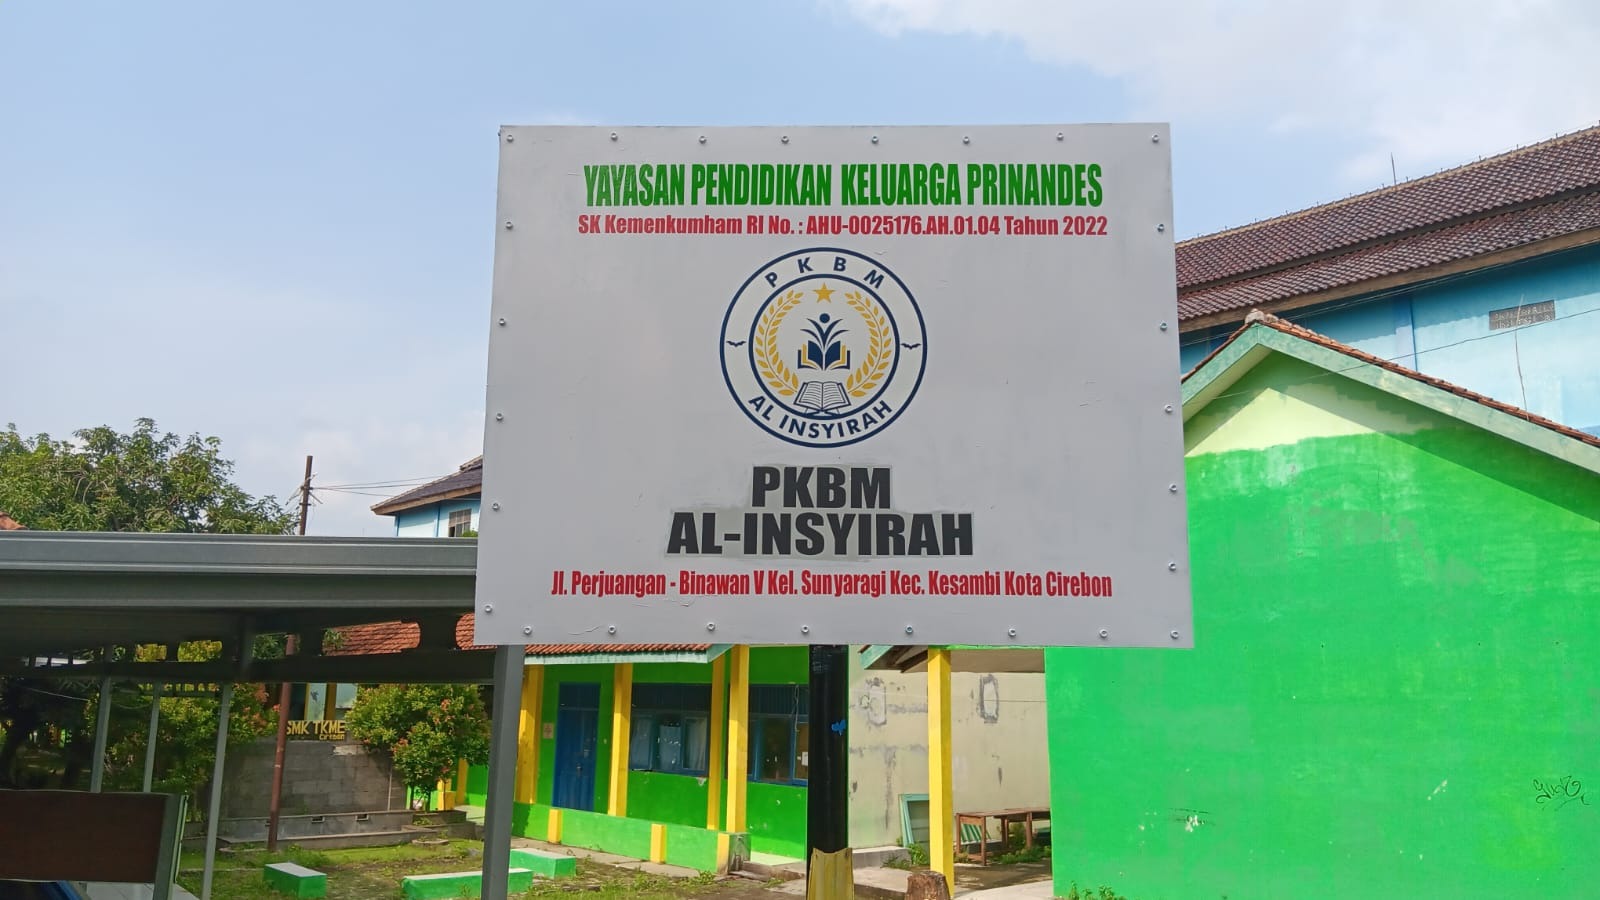 YAYASAN PENDIDIKAN KELUARGA PRINANDES
SK Kemenkumham RI No. : AHU-0025176.AH.01.04 Tahun 2022
PKBM
AL INSYIRAH
PKBM
AL-INSYIRAH
Jl. Perjuangan - Binawan V Kel. Sunyaragi Kec. Kesambi Kota Cirebon
SMK TKME
Cirebon